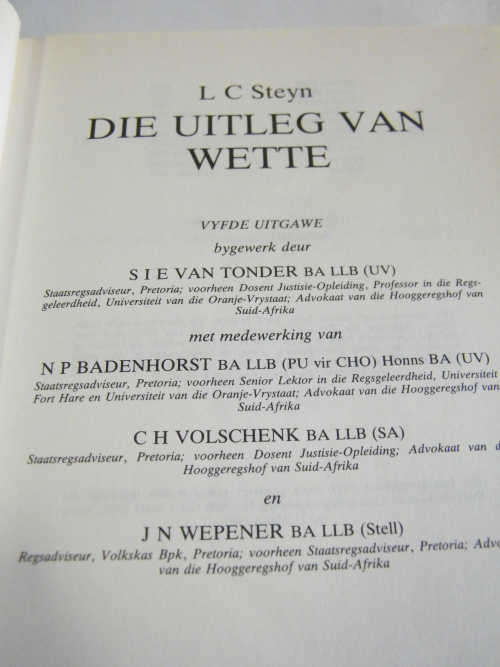 L C Steyn
DIE UITLEG VAN
WETTE
VYFDE UITGAWE
bygewerk deur
S I E VAN TONDER BA LLB (UV)
Staatsregsadviseur, Pretoria; voorheen Dosent Justisie-Opleiding, Professor in die Regs-
geleerdheid, Universiteit van die Oranje-Vrystaat; Advokaat van die Hooggeregshof van
Suid-Afrika
met medewerking van
N P BADENHORST BA LLB (PU vir CHO) Honns BA (UV)
Staatsregsadviseur, Pretoria; voorheen Senior Lektor in die Regsgeleerdheid, Universiteit
Fort Hare en Universiteit van die Oranje-Vrystaat; Advokaat van die Hooggeregshof van
Suid-Afrika
C H VOLSCHENK BA LLB (SA)
Staatsregsadviseur, Pretoria; voorheen Dosent Justisie-Opleiding; Advokaat van
Hooggeregshof van Suid-Afrika
en
J N WEPENER BA LLB (Stell)
Regsadviseur, Volkskas Bpk, Pretoria; voorheen Staatsregsadviseur, Pretoria;
van die Hooggeregshof van Suid-Afrika